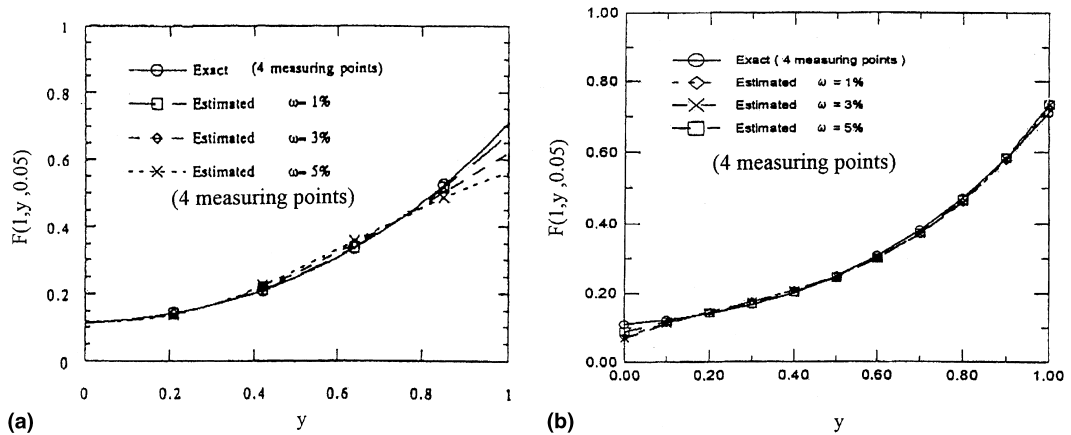 1
0.8
0.6
0.4
0.2
0
F(1,y ,0.05)
Exact (4 measuring points)
Estimated ω= 1%
Estimated ω= 3%
Estimated ω= 5%
(4 measuring points)
0 0.2 0.4 0.6 0.8 1
(a) y
1.00
0.80
0.60
0.40
0.20
0.00
F(1,y ,0.05)
Exact ( 4 measuring points )
Estimated ω = 1%
Estimated ω = 3%
Estimated ω = 5%
(4 measuring points)
0.00 0.20 0.40 0.60 0.80 1.00
(b) y